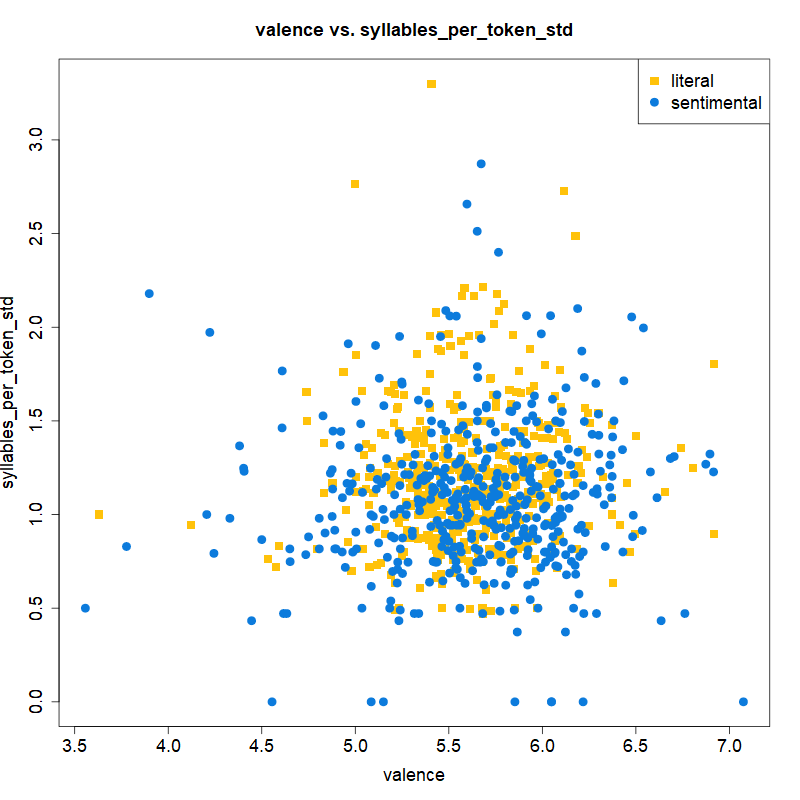 valence vs. syllables_per_token_std
literal
sentimental
syllables_per_token_std
3.0
2.5
2.0
1.5
1.0
0.5
0.0
3.5 4.0 4.5 5.0 5.5 6.0 6.5 7.0
valence